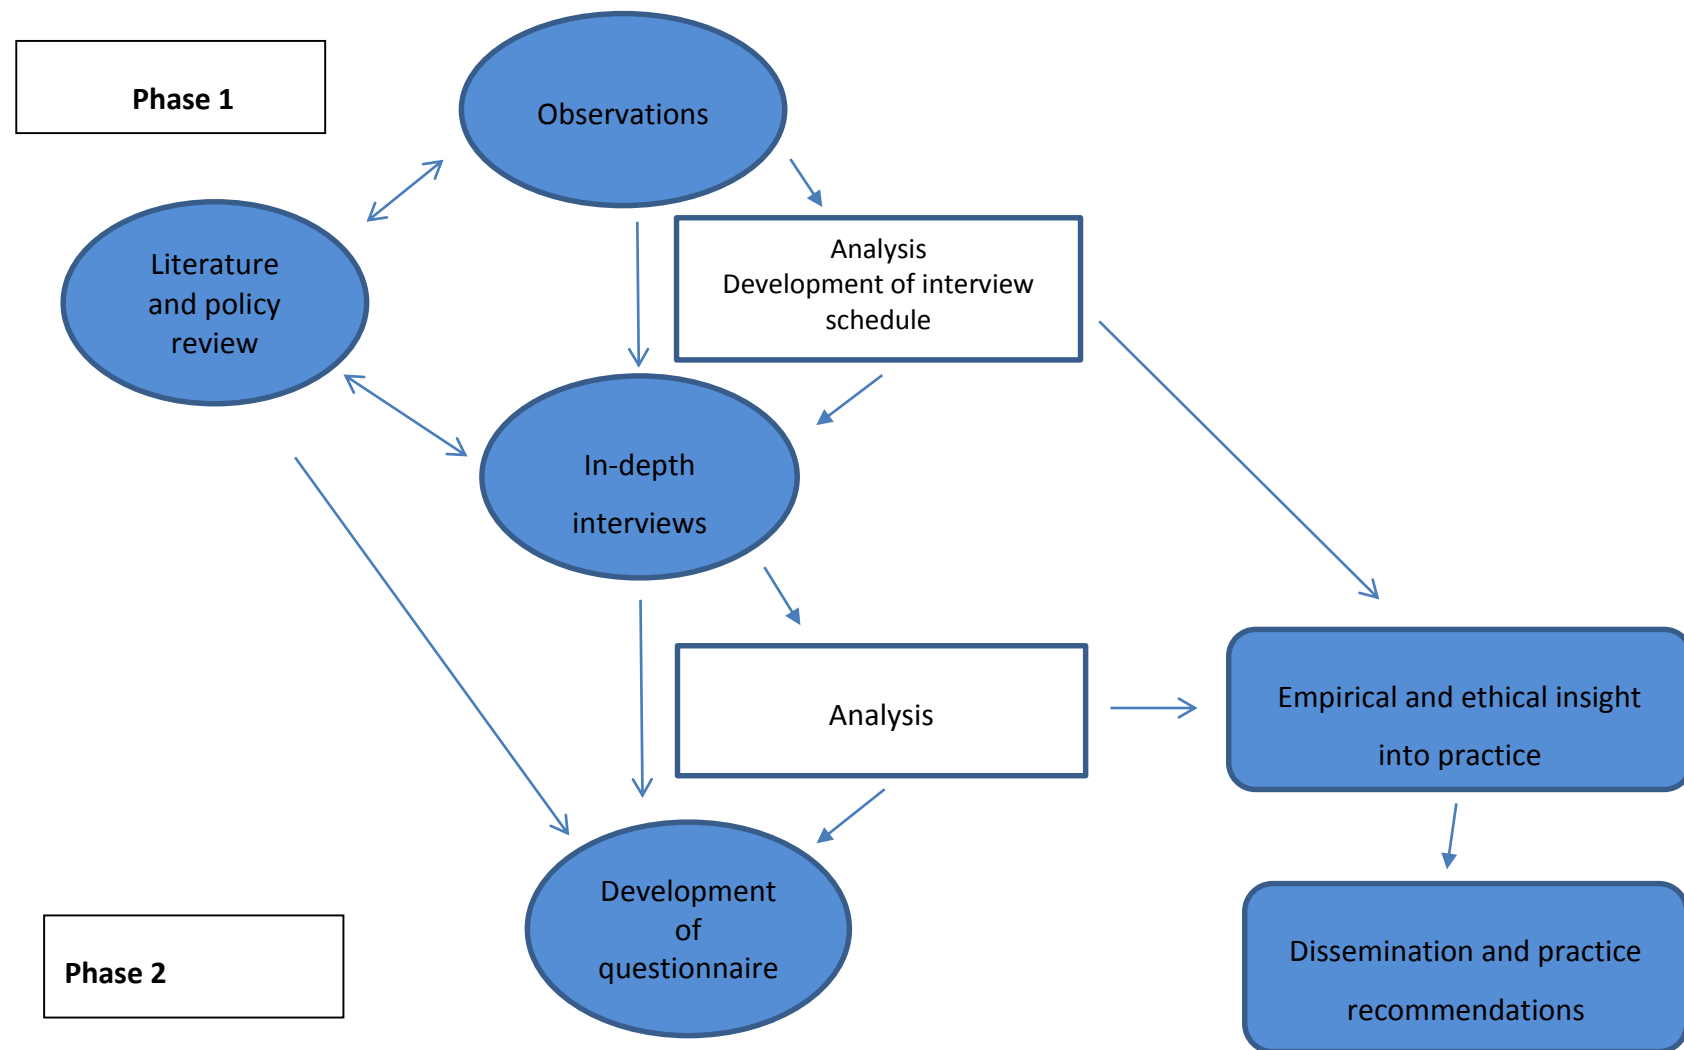 Phase 1
Observations
Literature
and policy
review
Analysis
Development of interview
schedule
In-depth
interviews
Analysis
Empirical and ethical insight
into practice
Development
of
questionnaire
Dissemination and practice
recommendations
Phase 2